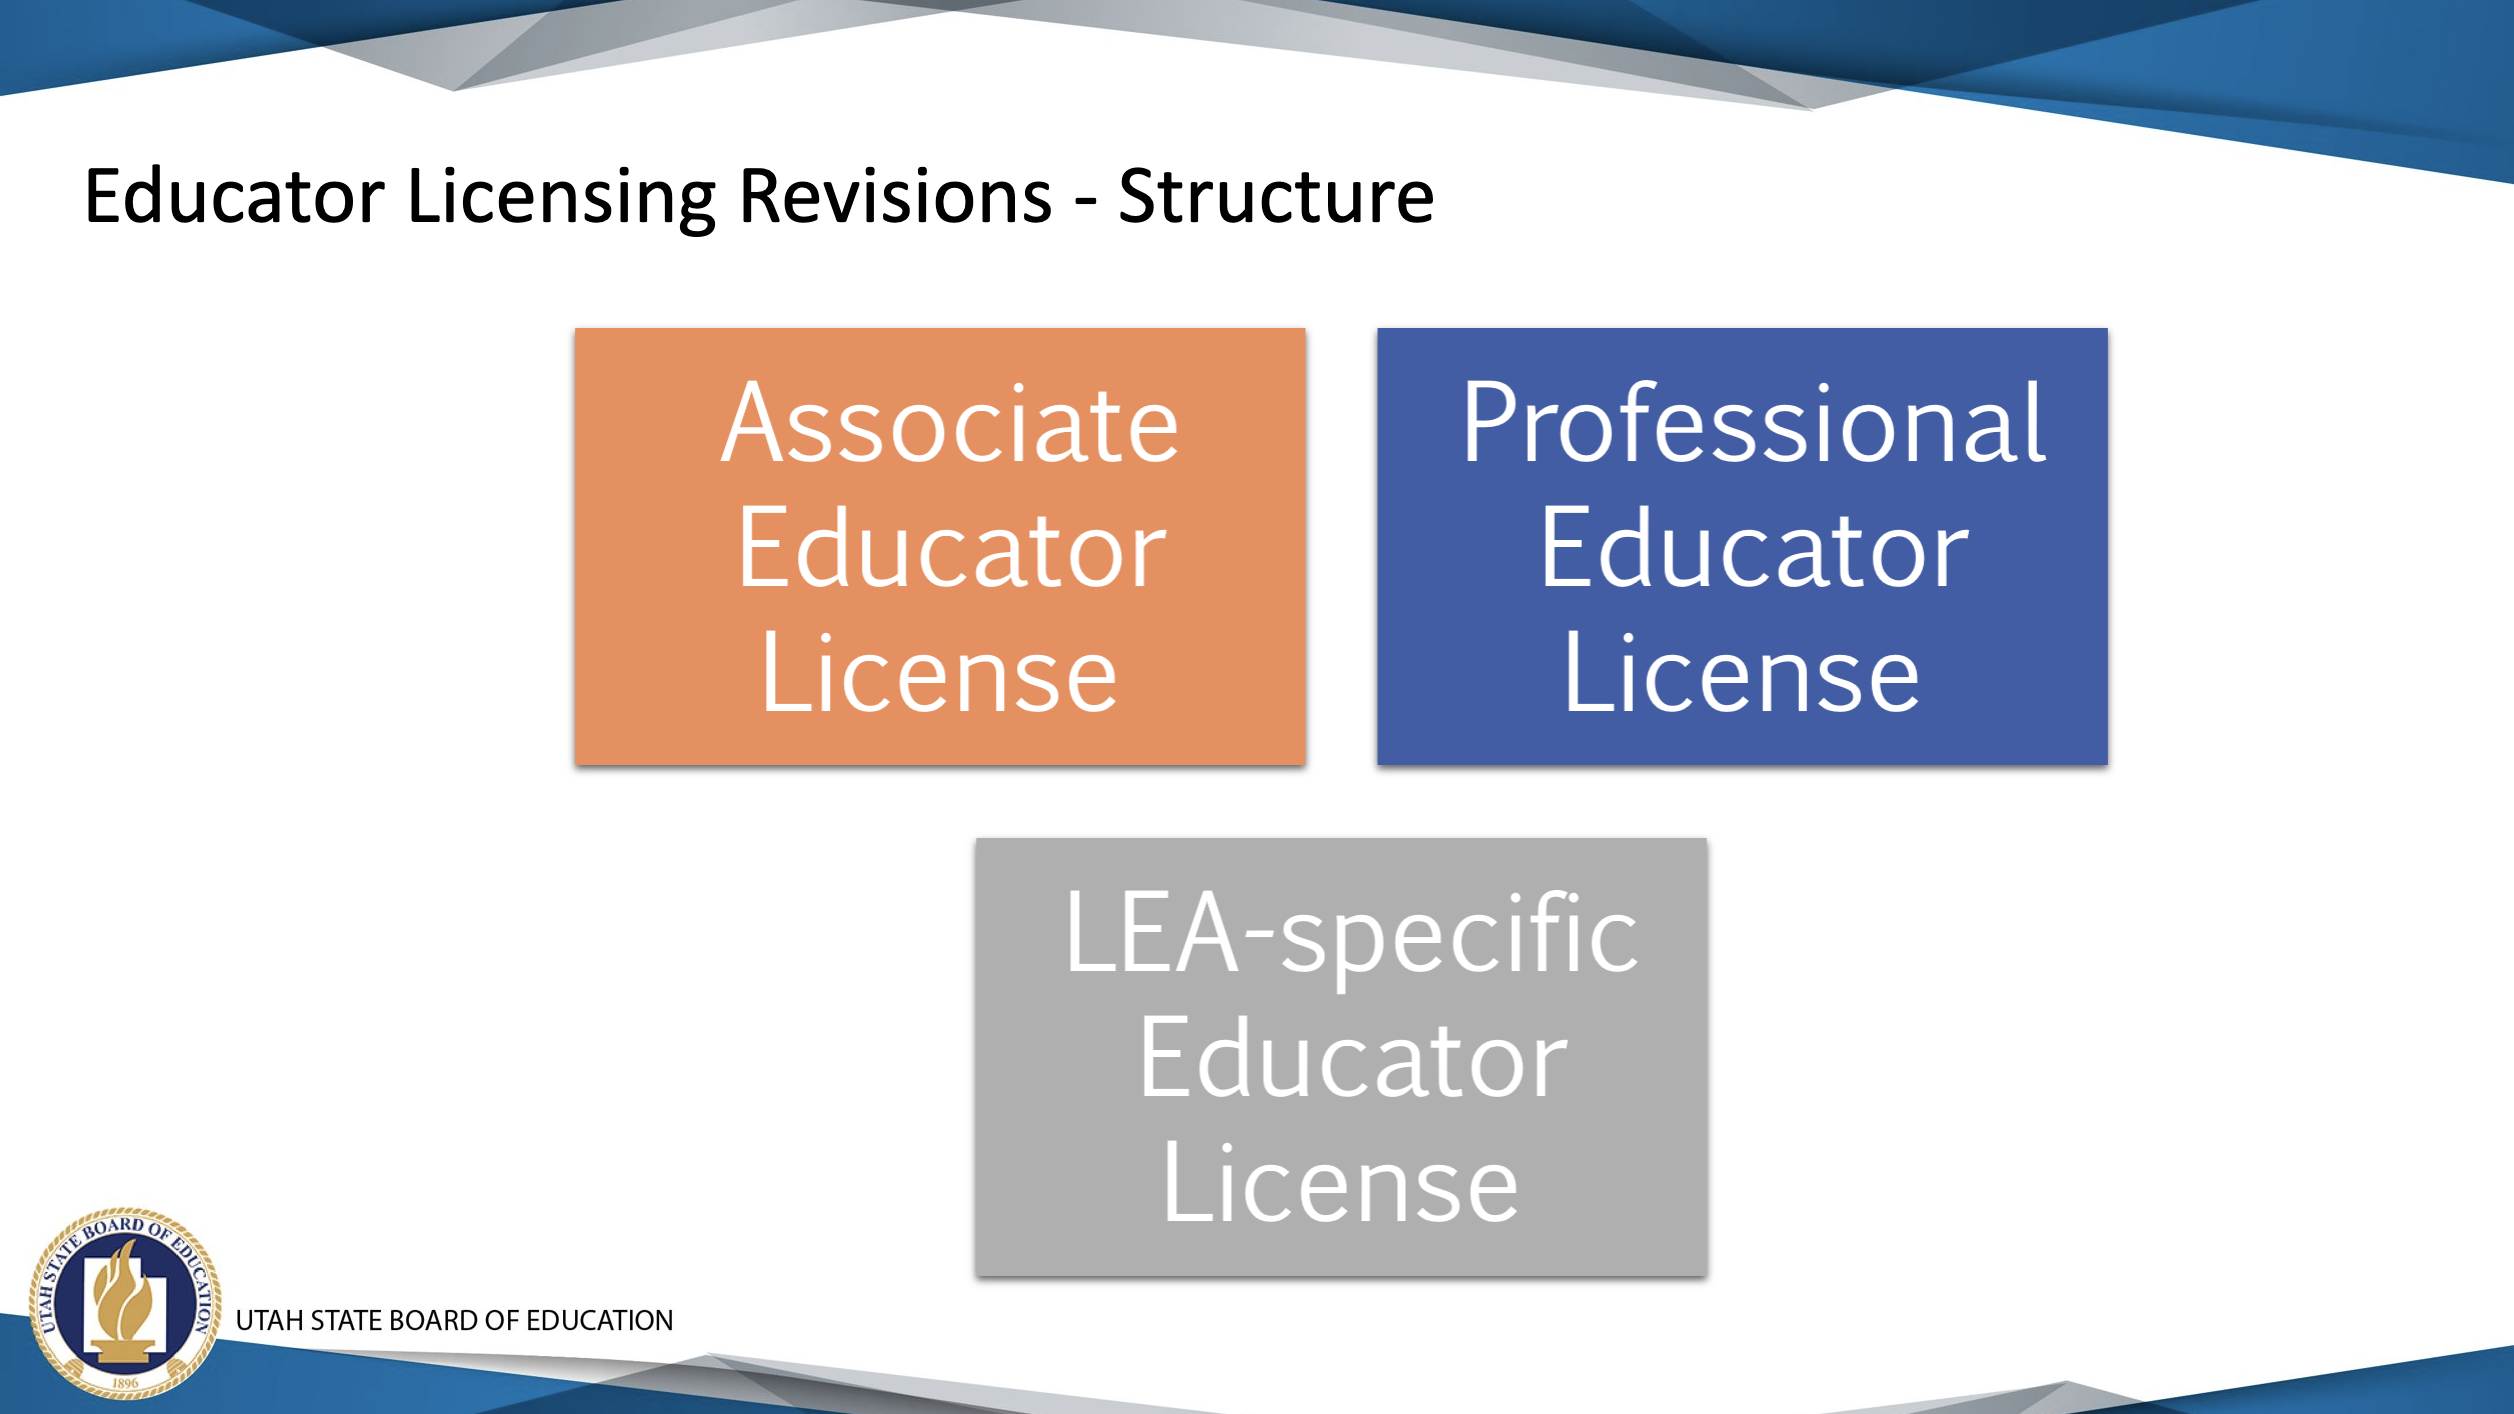 Educator Licensing Revisions - Structure
Associate
Educator
License
Professional
Educator
License
LEA-specific
Educator
License
UTAH STATE BOARD OF EDUCATION
1896
UTAH STATE BOARD OF EDUCATION